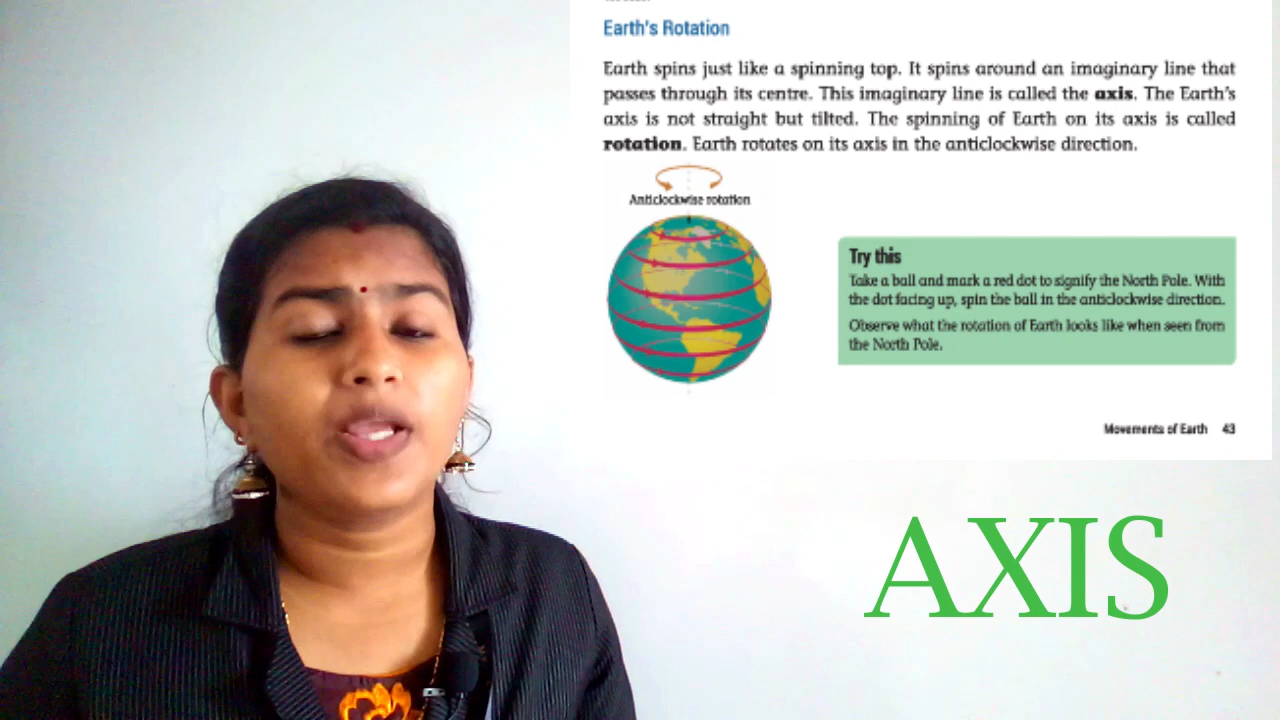 Earth's Rotation
Earth spins just like a spinning top. It spins around an imaginary line that
passes through its centre. This imaginary line is called the axis. The Earth's
axis is not straight but tilted. The spinning of Earth on its axis is called
rotation. Earth rotates on its axis in the anticlockwise direction.
Anticlockwise rotation
Try this
Take a ball and mark a red dot to signify the North Pole. With
the dot facing up, spin the ball in the anticlockwise direction.
Observe what the rotation of Earth looks like when seen from
the North Pole.
Movements of Earth 43
AXIS